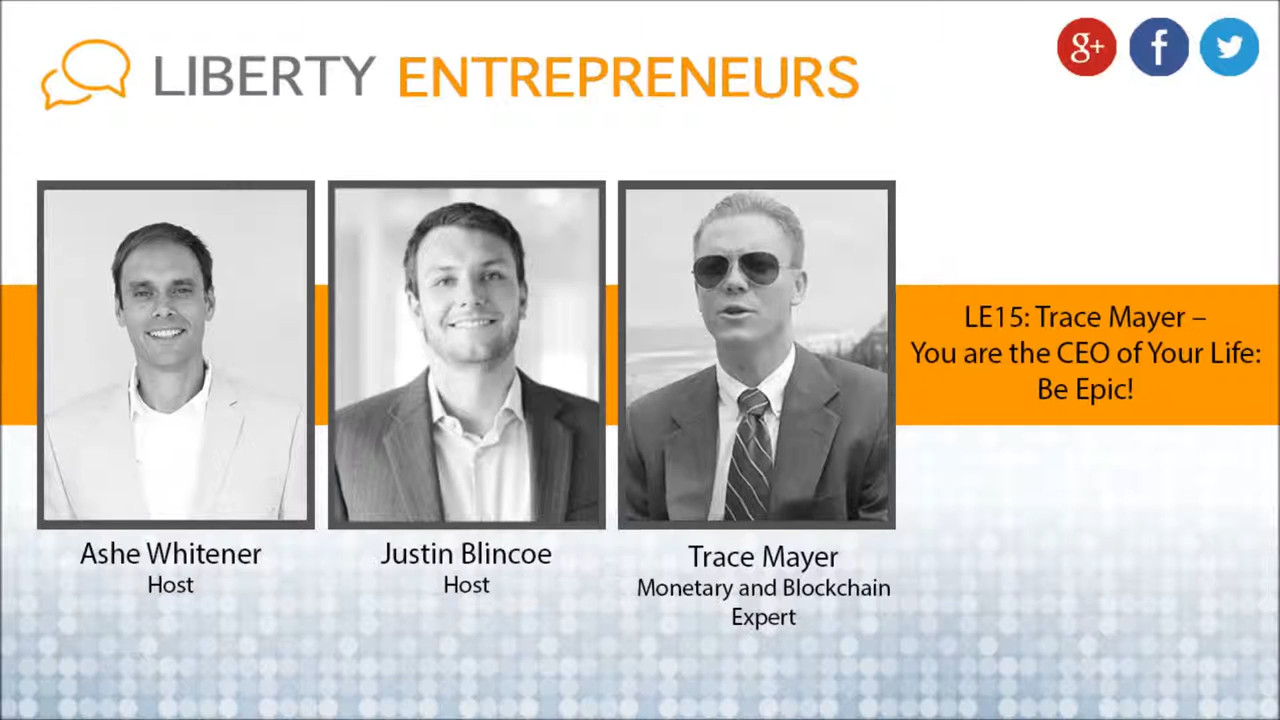 LIBERTY ENTREPRENEURS
g+ f
LE15: Trace Mayer –
You are the CEO of Your Life:
Be Epic!
Ashe Whitener
Host
Justin Blincoe
Host
Trace Mayer
Monetary and Blockchain
Expert